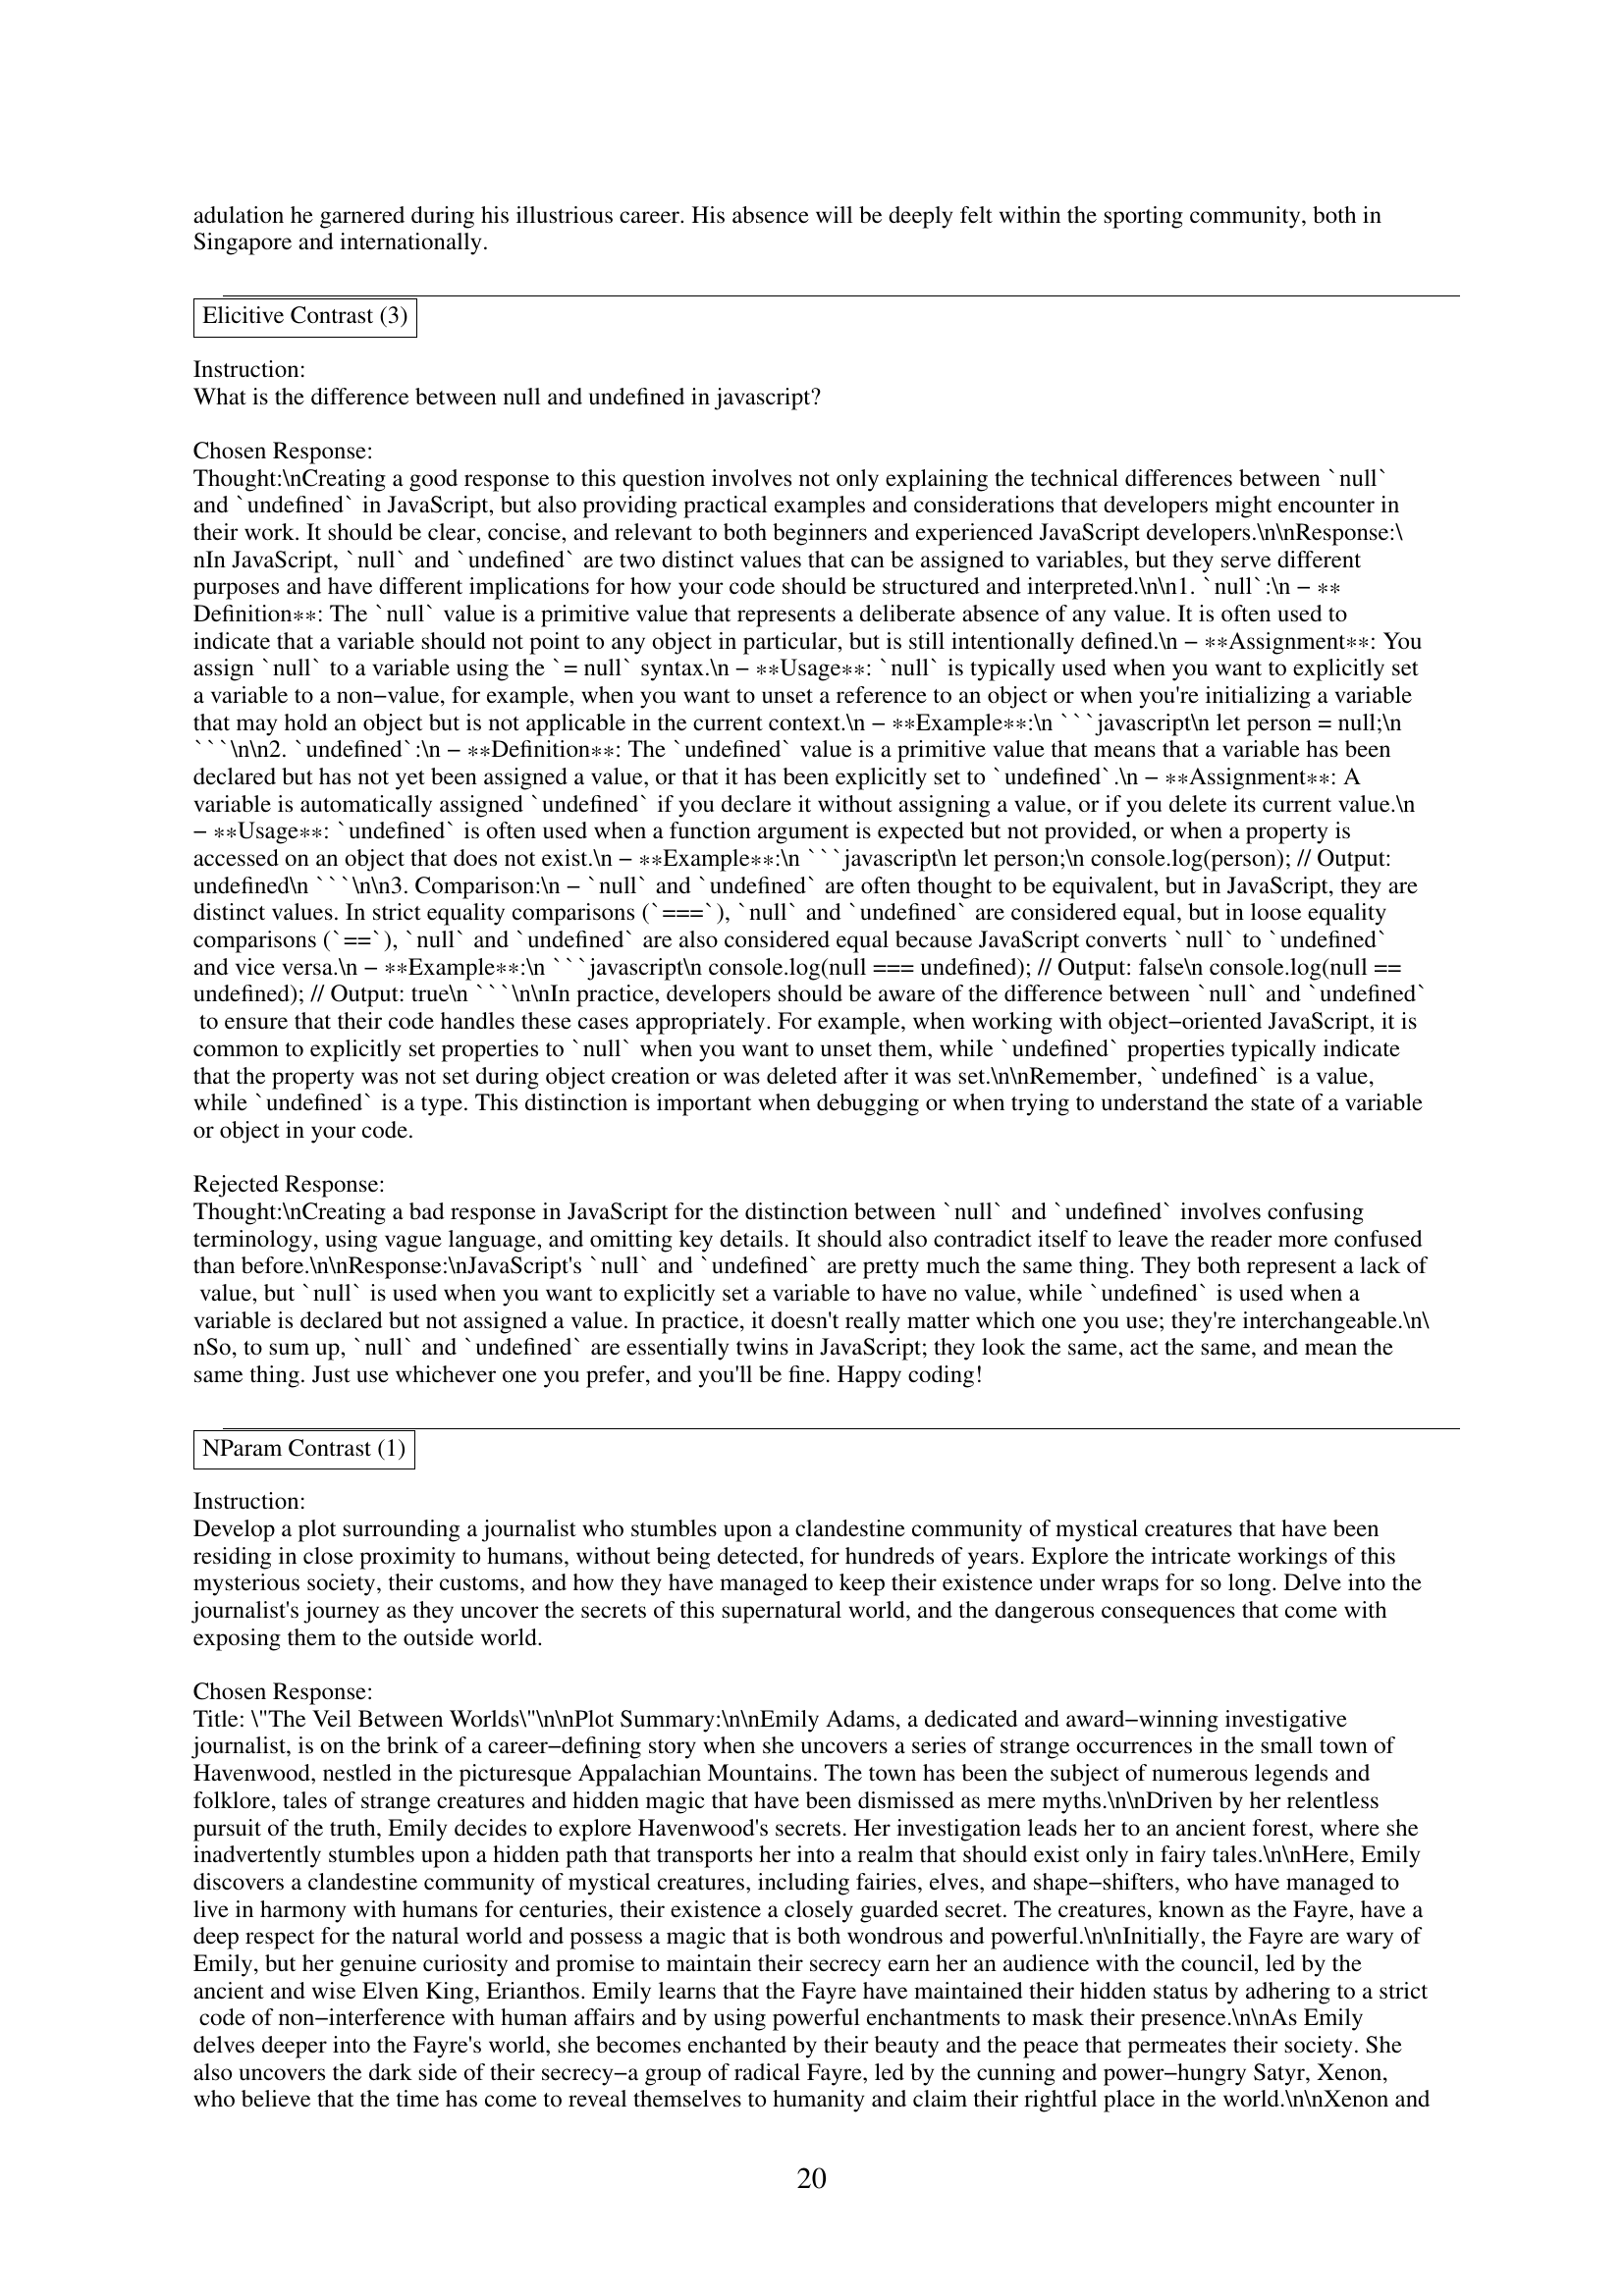 adulation he garnered during his illustrious career. His absence will be deeply felt within the sporting community, both in
Singapore and internationally.
Elicitive Contrast (3)
Instruction:
What is the difference between null and undefined in javascript?
Chosen Response:
Thought:\nCreating a good response to this question involves not only explaining the technical differences between `null`
and `undefined` in JavaScript, but also providing practical examples and considerations that developers might encounter in
their work. It should be clear, concise, and relevant to both beginners and experienced JavaScript developers.\n\nResponse:\
nIn JavaScript, `null` and `undefined` are two distinct values that can be assigned to variables, but they serve different
purposes and have different implications for how your code should be structured and interpreted.\n\n1. `null`:\n − **
Definition**: The `null` value is a primitive value that represents a deliberate absence of any value. It is often used to
indicate that a variable should not point to any object in particular, but is still intentionally defined.\n − **Assignment**: You
assign `null` to a variable using the `= null` syntax.\n − **Usage**: `null` is typically used when you want to explicitly set
a variable to a non−value, for example, when you want to unset a reference to an object or when you're initializing a variable
that may hold an object but is not applicable in the current context.\n − **Example**:\n ```javascript\n let person = null;\n
```\n\n2. `undefined`:\n − **Definition**: The `undefined` value is a primitive value that means that a variable has been
declared but has not yet been assigned a value, or that it has been explicitly set to `undefined`.\n − **Assignment**: A
variable is automatically assigned `undefined` if you declare it without assigning a value, or if you delete its current value.\n
− **Usage**: `undefined` is often used when a function argument is expected but not provided, or when a property is
accessed on an object that does not exist.\n − **Example**:\n ```javascript\n let person;\n console.log(person); // Output:
undefined\n ```\n\n3. Comparison:\n − `null` and `undefined` are often thought to be equivalent, but in JavaScript, they are
distinct values. In strict equality comparisons (`===`), `null` and `undefined` are considered equal, but in loose equality
comparisons (`==`), `null` and `undefined` are also considered equal because JavaScript converts `null` to `undefined`
and vice versa.\n − **Example**:\n ```javascript\n console.log(null === undefined); // Output: false\n console.log(null ==
undefined); // Output: true\n ```\n\nIn practice, developers should be aware of the difference between `null` and `undefined`
to ensure that their code handles these cases appropriately. For example, when working with object−oriented JavaScript, it is
common to explicitly set properties to `null` when you want to unset them, while `undefined` properties typically indicate
that the property was not set during object creation or was deleted after it was set.\n\nRemember, `undefined` is a value,
while `undefined` is a type. This distinction is important when debugging or when trying to understand the state of a variable
or object in your code.
Rejected Response:
Thought:\nCreating a bad response in JavaScript for the distinction between `null` and `undefined` involves confusing
terminology, using vague language, and omitting key details. It should also contradict itself to leave the reader more confused
than before.\n\nResponse:\nJavaScript's `null` and `undefined` are pretty much the same thing. They both represent a lack of
value, but `null` is used when you want to explicitly set a variable to have no value, while `undefined` is used when a
variable is declared but not assigned a value. In practice, it doesn't really matter which one you use; they're interchangeable.\n\
nSo, to sum up, `null` and `undefined` are essentially twins in JavaScript; they look the same, act the same, and mean the
same thing. Just use whichever one you prefer, and you'll be fine. Happy coding!
NParam Contrast (1)
Instruction:
Develop a plot surrounding a journalist who stumbles upon a clandestine community of mystical creatures that have been
residing in close proximity to humans, without being detected, for hundreds of years. Explore the intricate workings of this
mysterious society, their customs, and how they have managed to keep their existence under wraps for so long. Delve into the
journalist's journey as they uncover the secrets of this supernatural world, and the dangerous consequences that come with
exposing them to the outside world.
Chosen Response:
Title: \"The Veil Between Worlds\"\n\nPlot Summary:\n\nEmily Adams, a dedicated and award−winning investigative
journalist, is on the brink of a career−defining story when she uncovers a series of strange occurrences in the small town of
Havenwood, nestled in the picturesque Appalachian Mountains. The town has been the subject of numerous legends and
folklore, tales of strange creatures and hidden magic that have been dismissed as mere myths.\n\nDriven by her relentless
pursuit of the truth, Emily decides to explore Havenwood's secrets. Her investigation leads her to an ancient forest, where she
inadvertently stumbles upon a hidden path that transports her into a realm that should exist only in fairy tales.\n\nHere, Emily
discovers a clandestine community of mystical creatures, including fairies, elves, and shape−shifters, who have managed to
live in harmony with humans for centuries, their existence a closely guarded secret. The creatures, known as the Fayre, have a
deep respect for the natural world and possess a magic that is both wondrous and powerful.\n\nInitially, the Fayre are wary of
Emily, but her genuine curiosity and promise to maintain their secrecy earn her an audience with the council, led by the
ancient and wise Elven King, Erianthos. Emily learns that the Fayre have maintained their hidden status by adhering to a strict
code of non−interference with human affairs and by using powerful enchantments to mask their presence.\n\nAs Emily
delves deeper into the Fayre's world, she becomes enchanted by their beauty and the peace that permeates their society. She
also uncovers the dark side of their secrecy−a group of radical Fayre, led by the cunning and power−hungry Satyr, Xenon,
who believe that the time has come to reveal themselves to humanity and claim their rightful place in the world.\n\nXenon and
20